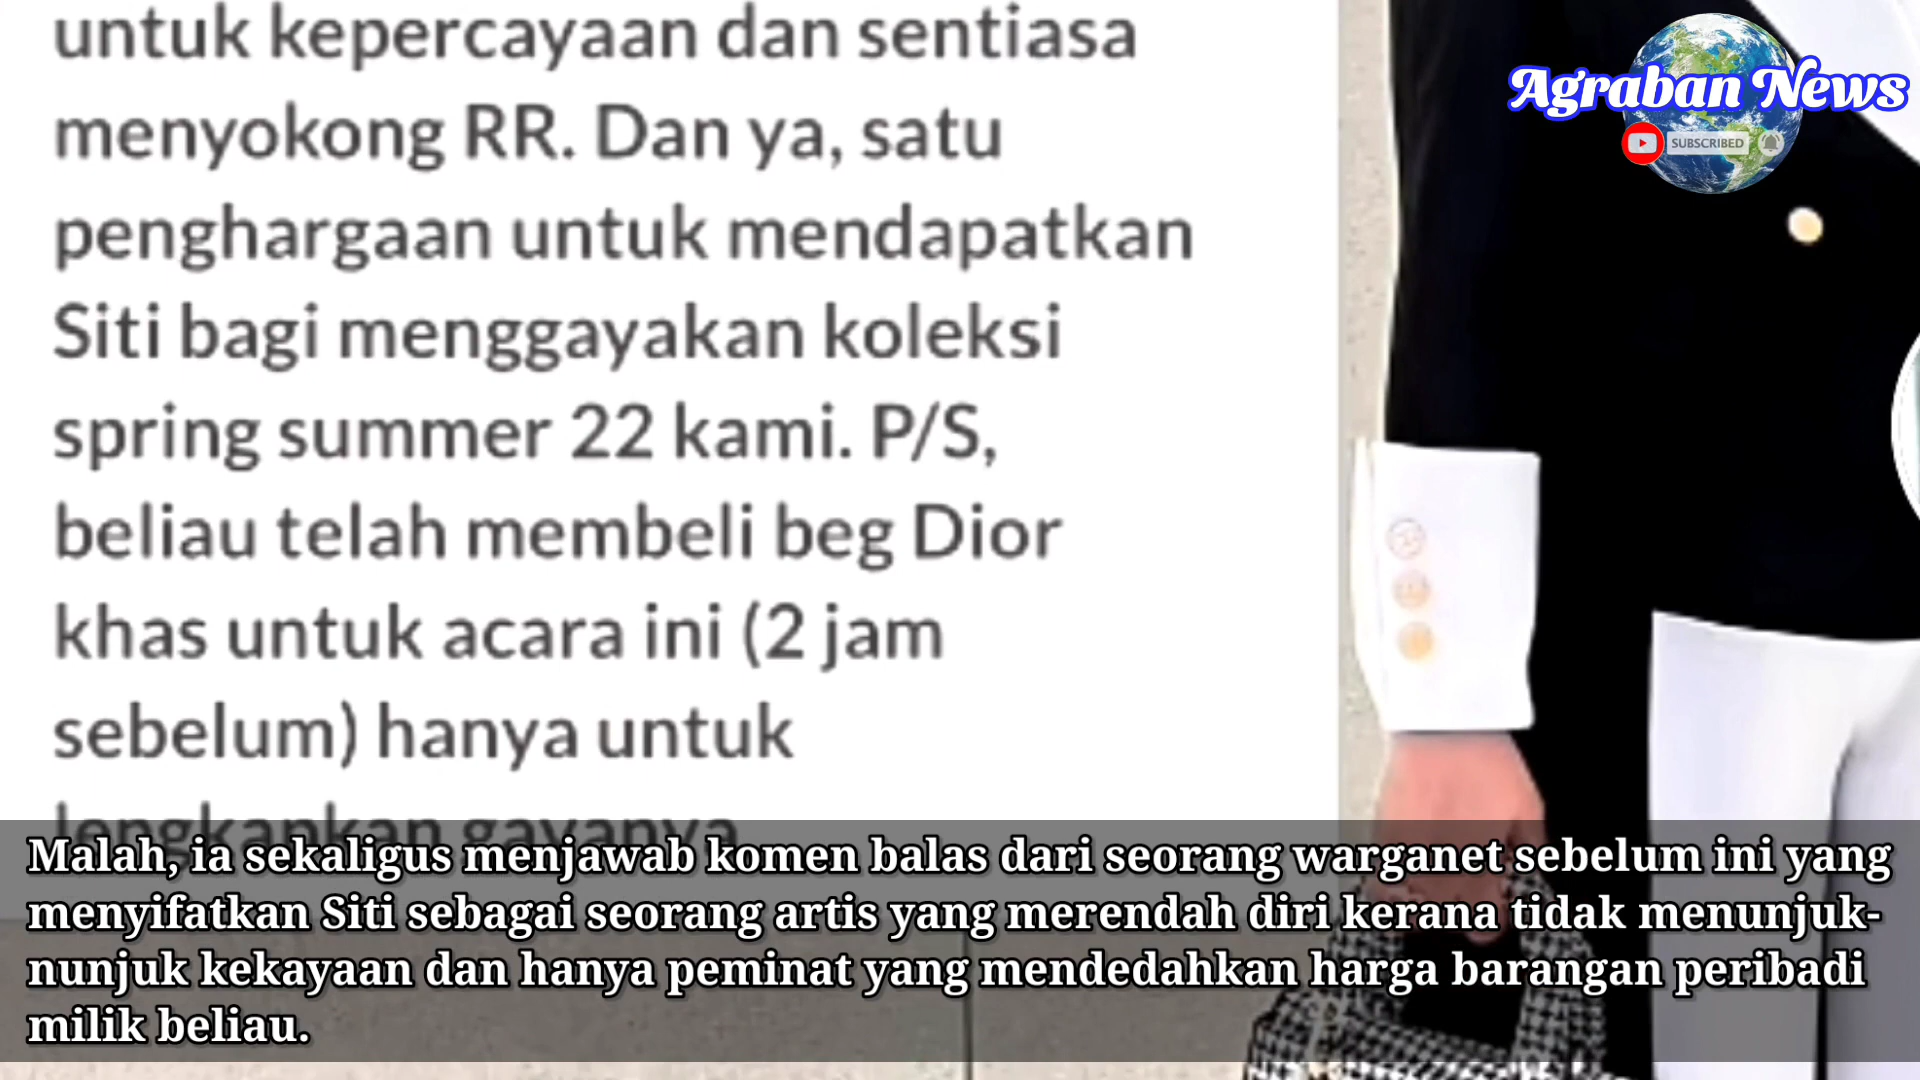 untuk kepercayaan dan sentiasa
menyokong RR. Dan ya, satu
penghargaan untuk mendapatkan
Siti bagi menggayakan koleksi
spring summer 22 kami. P/S,
beliau telah membeli beg Dior
khas untuk acara ini (2 jam
sebelum) hanya untuk
lengkapkan gayanya
Agraban News
SUBSCRIBED
Malah, ia sekaligus menjawab komen balas dari seorang warganet sebelum ini yang
menyifatkan Siti sebagai seorang artis yang merendah diri kerana tidak menunjuk-
nunjuk kekayaan dan hanya peminat yang mendedahkan harga barangan peribadi
milik beliau.